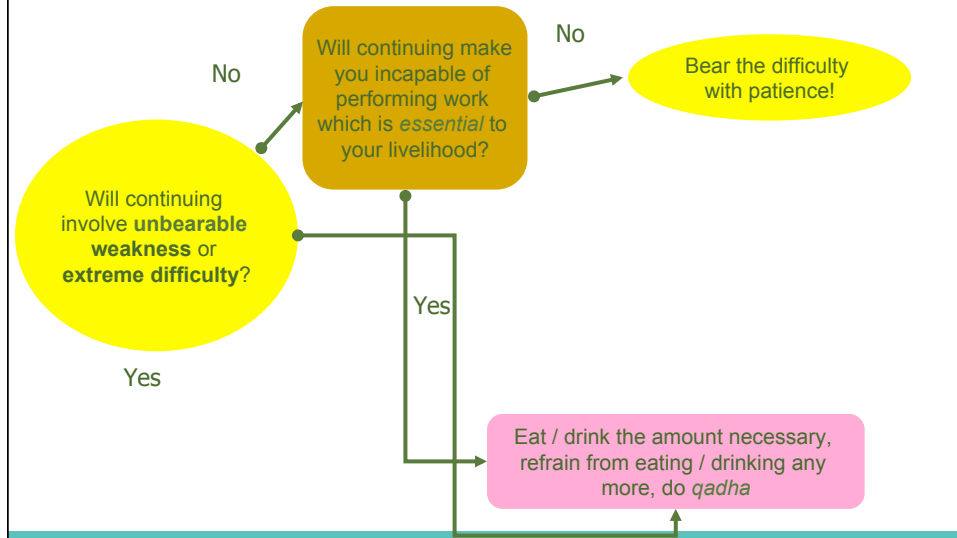 Will continuing make
you incapable of
performing work
which is essential to
your livelihood?
No
Bear the difficulty
with patience!
No
Will continuing
involve unbearable
weakness or
extreme difficulty?
Yes
Yes
Eat / drink the amount necessary,
refrain from eating / drinking any
more, do qadha